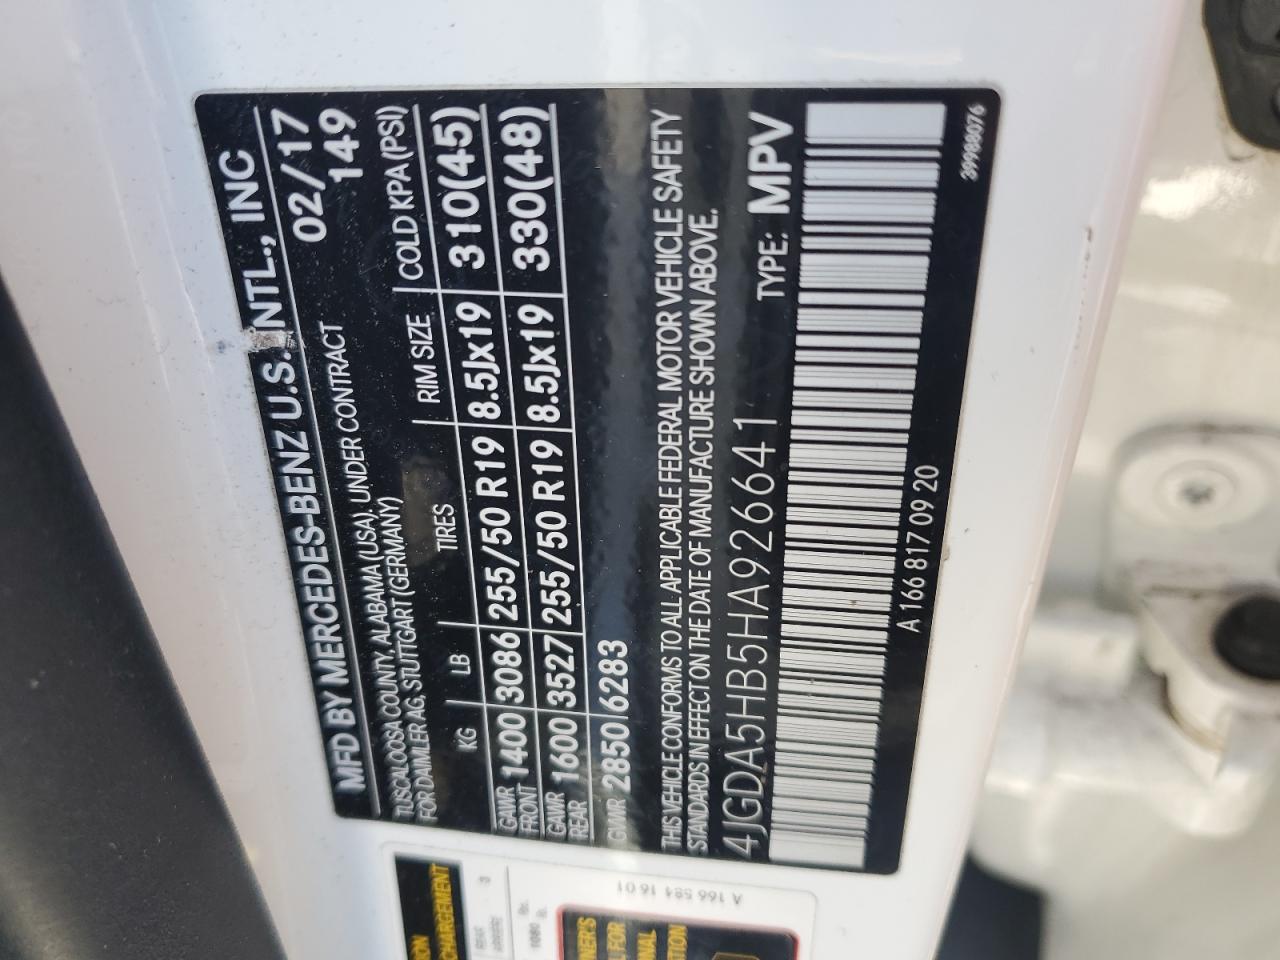 MFD BY MERCEDES-BENZ U.S. INTL., INC
TUSCALOOSA COUNTY, ALABAMA (USA), UNDER CONTRACT 02/17
FOR DAIMLER AG, STUTTGART (GERMANY) 149
KG LB TIRES RIM SIZE COLD KPA (PSI)
GAWR FRONT 1400 3086 255/50 R19 8.5Jx19 310(45)
GAWR REAR 1600 3527 255/50 R19 8.5Jx19 330(48)
GVWR 2850 6283
THIS VEHICLE CONFORMS TO ALL APPLICABLE FEDERAL MOTOR VEHICLE SAFETY
STANDARDS IN EFFECT ON THE DATE OF MANUFACTURE SHOWN ABOVE.
4JGDA5HB5HA926641 TYPE: MPV
A 166 817 09 20
39988076
A 166 584 16 01